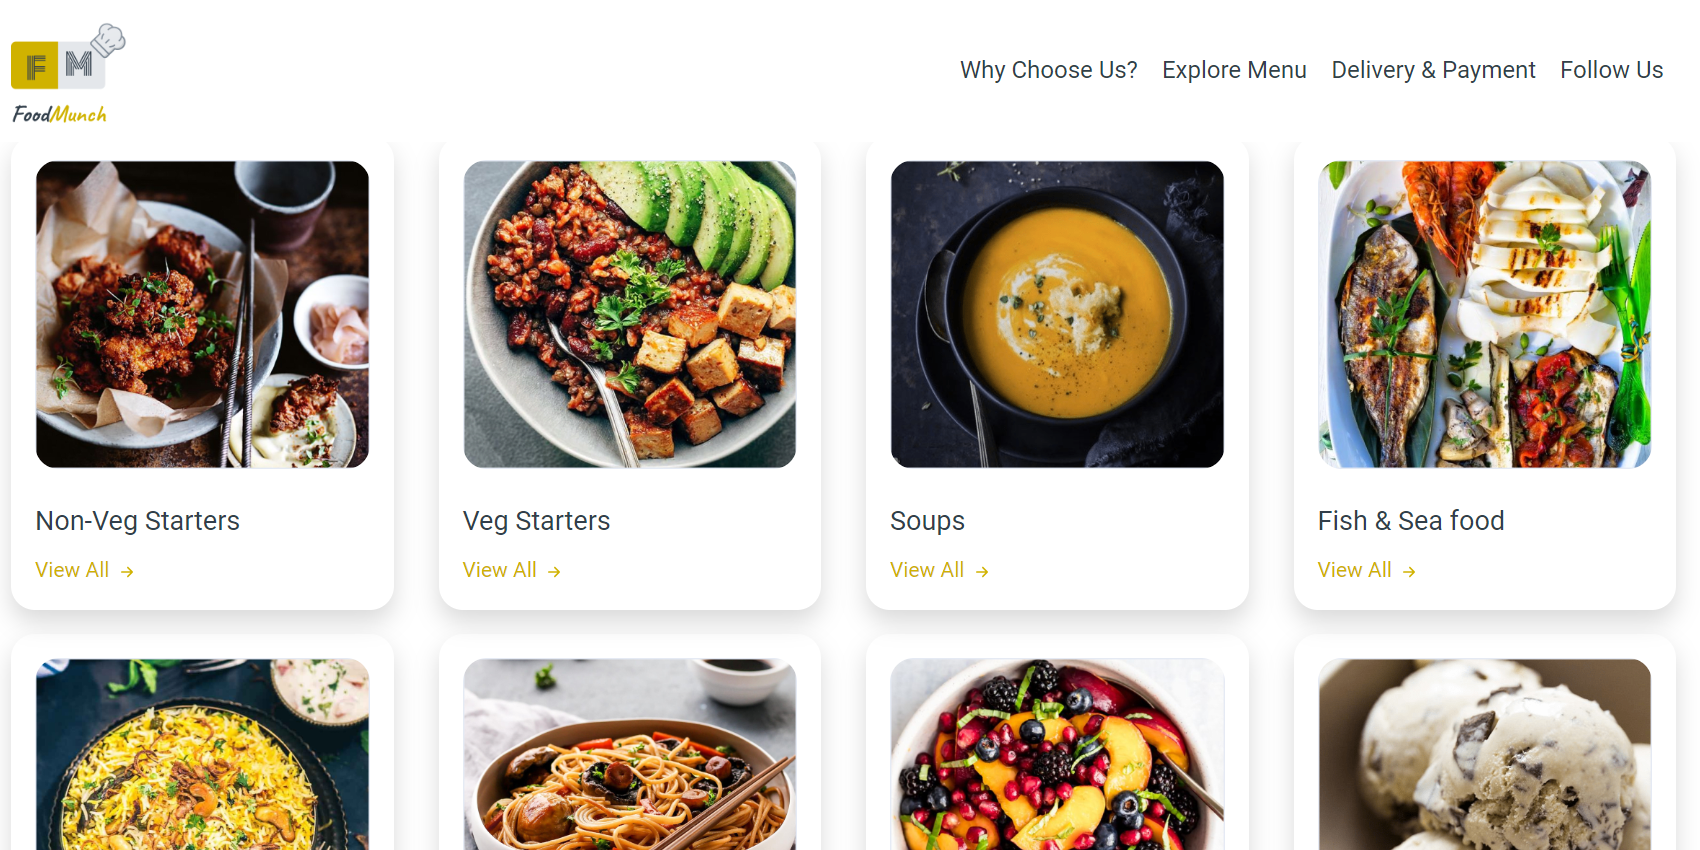 F M
FoodMunch
Why Choose Us? Explore Menu Delivery & Payment Follow Us
Non-Veg Starters
View All →
Veg Starters
View All →
Soups
View All →
Fish & Sea food
View All →